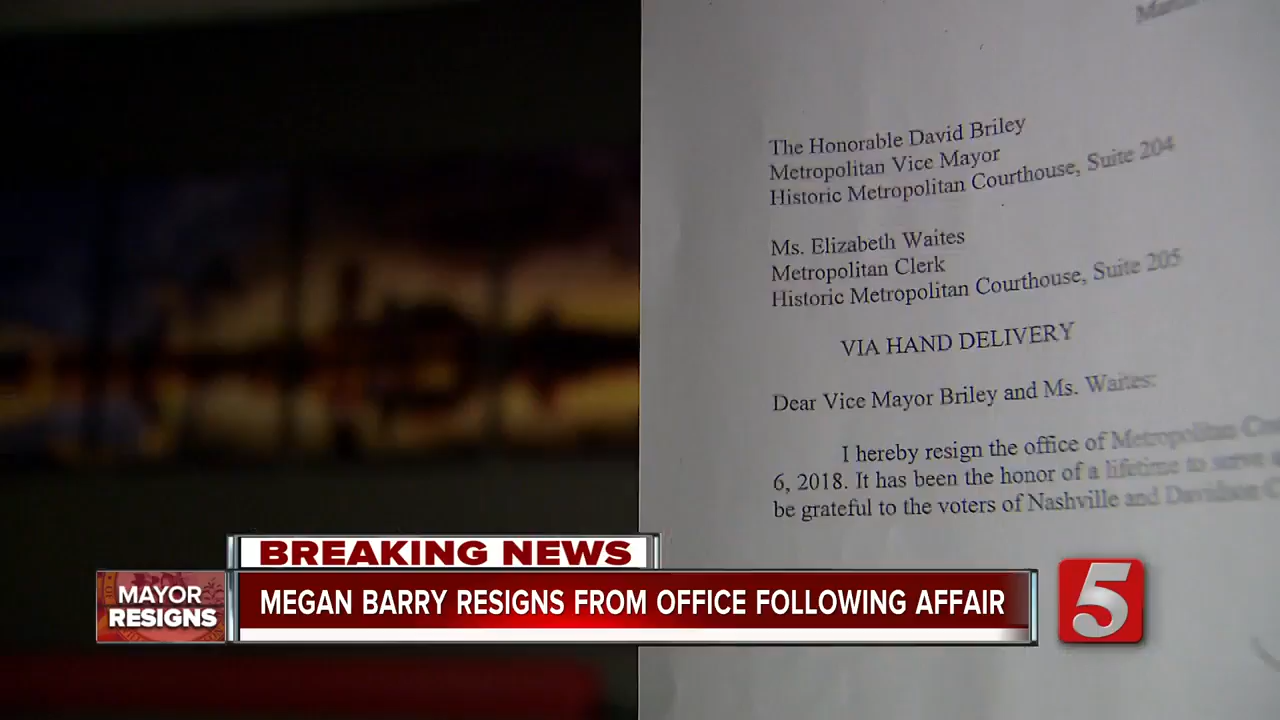 The Honorable David Briley
Metropolitan Vice Mayor
Historic Metropolitan Courthouse, Suite 204
Ms. Elizabeth Waites
Metropolitan Clerk
Historic Metropolitan Courthouse, Suite 205
VIA HAND DELIVERY
Dear Vice Mayor Briley and Ms. Waites:
I hereby resign the office of Metropolitan
6, 2018. It has been the honor of a lifetime to serve
be grateful to the voters of Nashville and Davidson
BREAKING NEWS
MAYOR
RESIGNS
MEGAN BARRY RESIGNS FROM OFFICE FOLLOWING AFFAIR
5